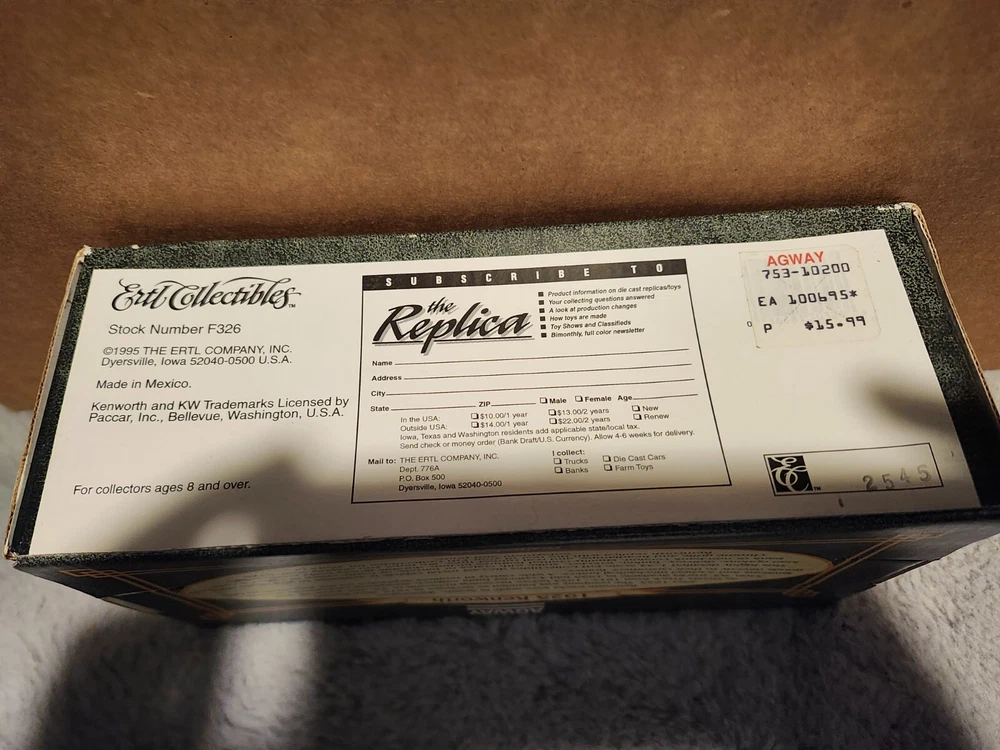 Ertl Collectibles™
Stock Number F326
©1995 THE ERTL COMPANY, INC.
Dyersville, Iowa 52040-0500 U.S.A.
Made in Mexico.
Kenworth and KW Trademarks Licensed by
Paccar, Inc., Bellevue, Washington, U.S.A.
For collectors ages 8 and over.
SUBSCRIBE TO
the
Replica
■ Product information on die cast replicas/toys
■ Your collecting questions answered
■ A look at production changes
■ How toys are made
■ Toy Shows and Classifieds
■ Bimonthly, full color newsletter
Name
Address
City
State ZIP ❑ Male ❑ Female Age
In the USA: ❑ $10.00/1 year ❑ $13.00/2 years ❑ New
Outside USA: ❑ $14.00/1 year ❑ $22.00/2 years ❑ Renew
Iowa, Texas and Washington residents add applicable state/local tax.
Send check or money order (Bank Draft/U.S. Currency). Allow 4-6 weeks for delivery.
Mail to: THE ERTL COMPANY, INC.
Dept. 776A
P.O. Box 500
Dyersville, Iowa 52040-0500
I collect:
❑ Trucks ❑ Die Cast Cars
❑ Banks ❑ Farm Toys
AGWAY
753-10200
EA 100695*
P $15.99
E™
2545
1925 Kenworth
AGWAY